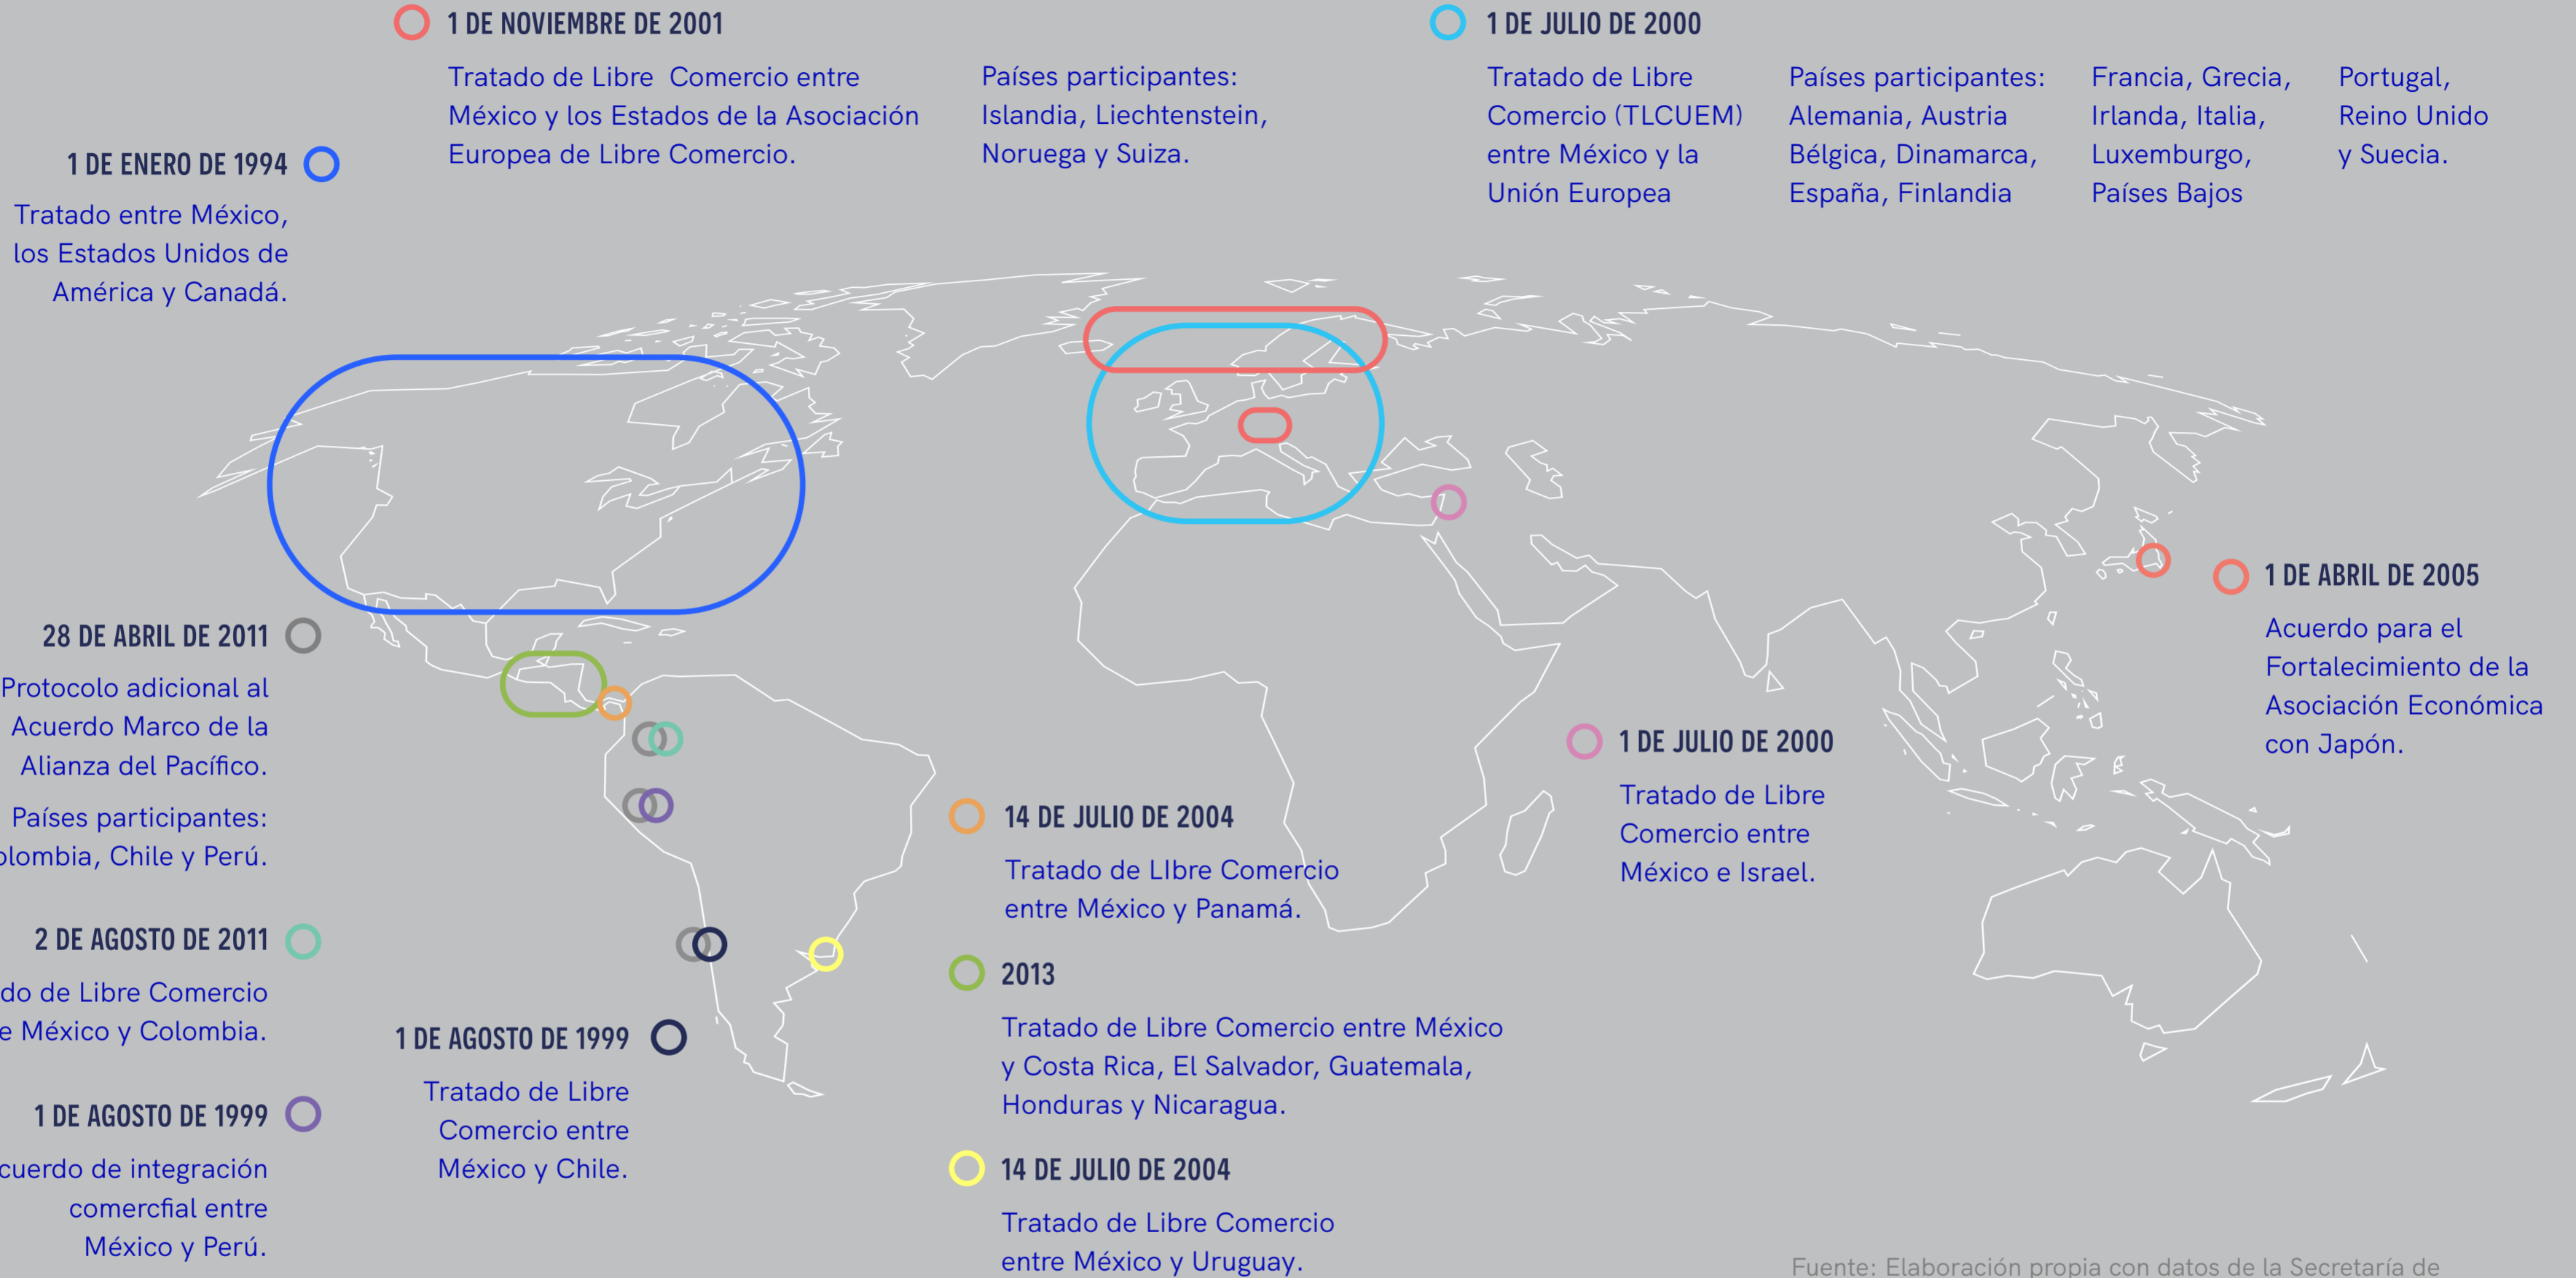 1 DE NOVIEMBRE DE 2001
Tratado de Libre Comercio entre
México y los Estados de la Asociación
Europea de Libre Comercio.
Países participantes:
Islandia, Liechtenstein,
Noruega y Suiza.
1 DE JULIO DE 2000
Tratado de Libre
Comercio (TLCUEM)
entre México y la
Unión Europea
Países participantes:
Alemania, Austria
Bélgica, Dinamarca,
España, Finlandia
Francia, Grecia,
Irlanda, Italia,
Luxemburgo,
Países Bajos
Portugal,
Reino Unido
y Suecia.
1 DE ENERO DE 1994
Tratado entre México,
los Estados Unidos de
América y Canadá.
28 DE ABRIL DE 2011
Protocolo adicional al
Acuerdo Marco de la
Alianza del Pacífico.
Países participantes:
olombia, Chile y Perú.
2 DE AGOSTO DE 2011
do de Libre Comercio
e México y Colombia.
1 DE AGOSTO DE 1999
cuerdo de integración
comercfial entre
México y Perú.
1 DE AGOSTO DE 1999
Tratado de Libre
Comercio entre
México y Chile.
14 DE JULIO DE 2004
Tratado de LIbre Comercio
entre México y Panamá.
2013
Tratado de Libre Comercio entre México
y Costa Rica, El Salvador, Guatemala,
Honduras y Nicaragua.
14 DE JULIO DE 2004
Tratado de Libre Comercio
entre México y Uruguay.
1 DE JULIO DE 2000
Tratado de Libre
Comercio entre
México e Israel.
1 DE ABRIL DE 2005
Acuerdo para el
Fortalecimiento de la
Asociación Económica
con Japón.
Fuente: Elaboración propia con datos de la Secretaría de